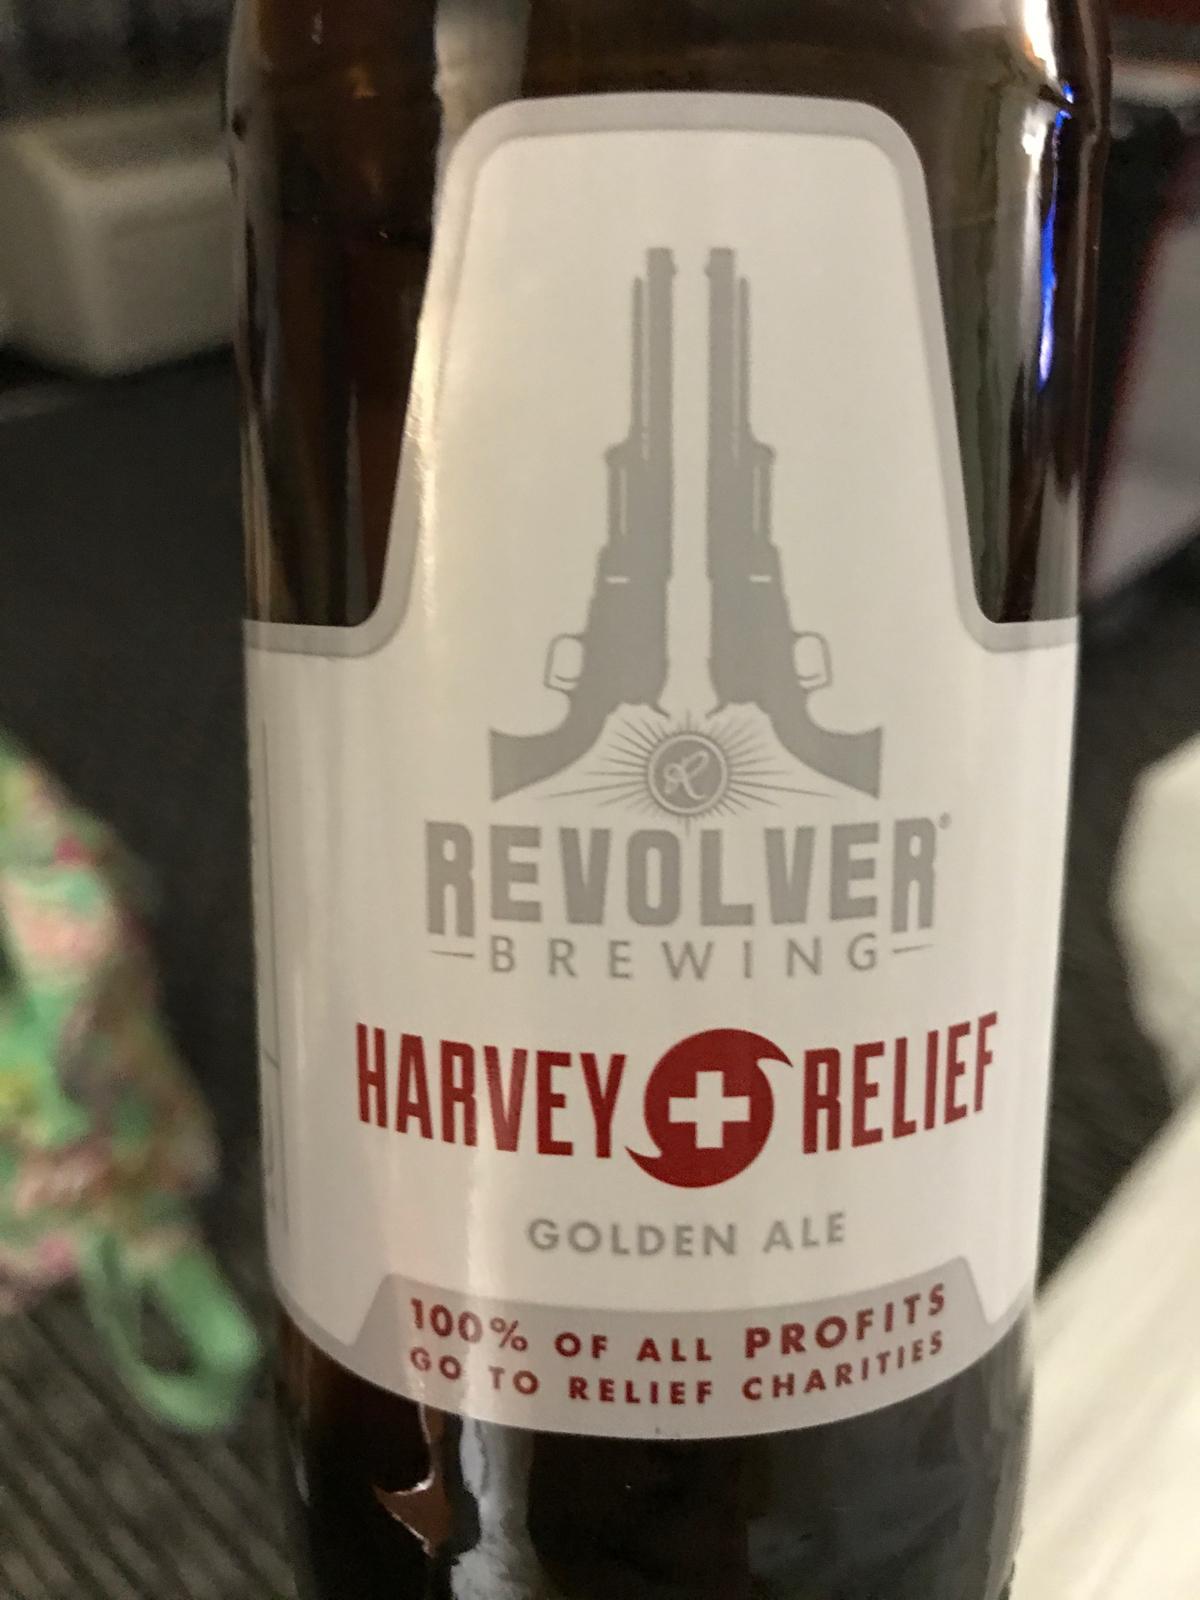 R
REVOLVER®
BREWING
HARVEY RELIEF
GOLDEN ALE
100% OF ALL PROFITS
GO TO RELIEF CHARITIES